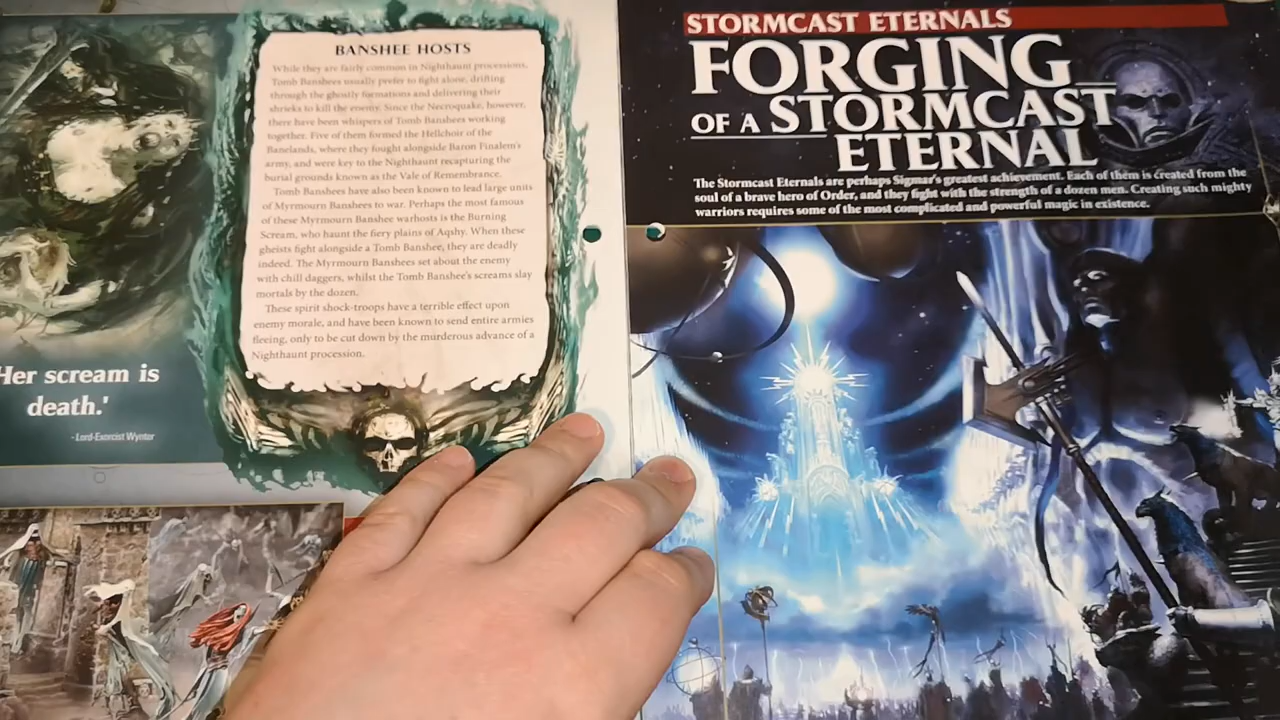 BANSHEE HOSTS
While they are fairly common in Nighthaunt processions,
Tomb Banshees usually prefer to fight alone, drifting
through the ghostly formations and delivering their
shrieks to kill the enemy. Since the Necroquake, however,
there have been whispers of Tomb Banshees working
together. Five of them formed the Hellchoir of the
Banelands, where they fought alongside Baron Finalem's
army, and were key to the Nighthaunt recapturing the
burial grounds known as the Vale of Remembrance.
Tomb Banshees have also been known to lead large units
of Myrmourn Banshees to war. Perhaps the most famous
of these Myrmourn Banshee warhosts is the Burning
Scream, who haunt the fiery plains of Aqshy. When these
gheists fight alongside a Tomb Banshee, they are deadly
indeed. The Myrmourn Banshees set about the enemy
with chill daggers, whilst the Tomb Banshee's screams slay
mortals by the dozen.
These spirit shock-troops have a terrible effect upon
enemy morale, and have been known to send entire armies
fleeing, only to be cut down by the murderous advance of a
Nighthaunt procession.
Her scream is
death.'
- Lord-Exorcist Wynter
STORMCAST ETERNALS
FORGING
OF A STORMCAST
ETERNAL
The Stormcast Eternals are perhaps Sigmar's greatest achievement. Each of them is created from the
soul of a brave hero of Order, and they fight with the strength of a dozen men. Creating such mighty
warriors requires some of the most complicated and powerful magic in existence.